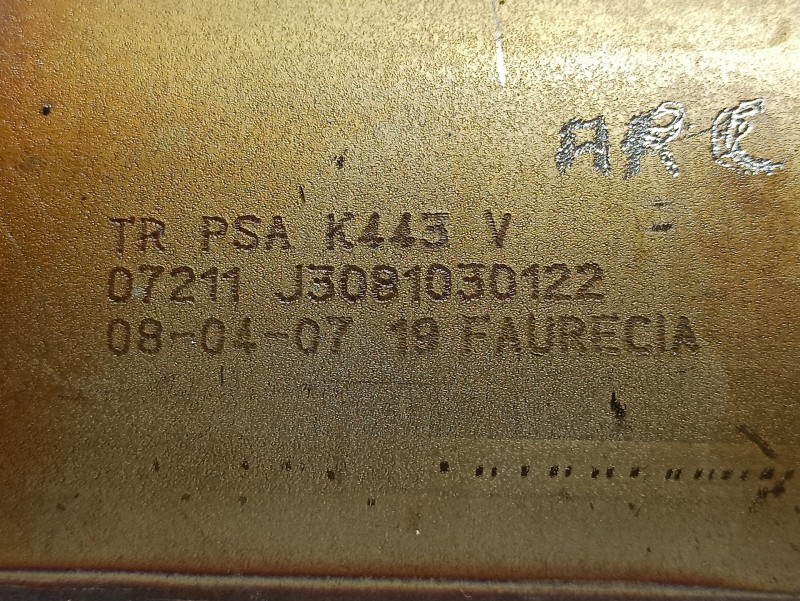 ARC
TR PSA K443 V
07211 J3081030122
08-04-07 19 FAURECIA